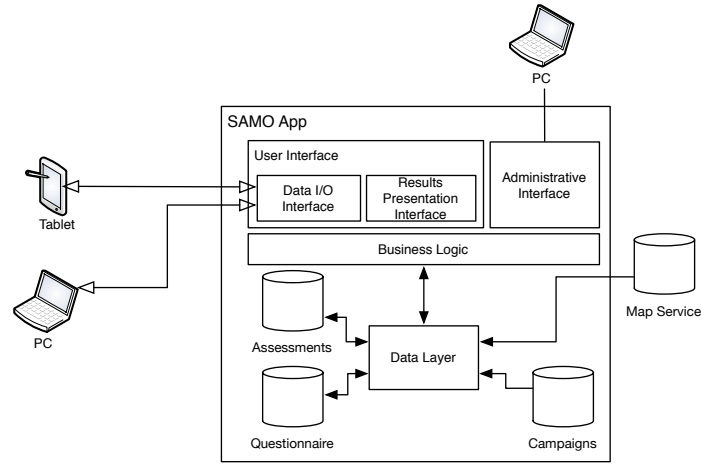 PC
SAMO App
User Interface
Data I/O
Interface
Results
Presentation
Interface
Administrative
Interface
Tablet
Business Logic
PC
Map Service
Assessments
Data Layer
Questionnaire
Campaigns